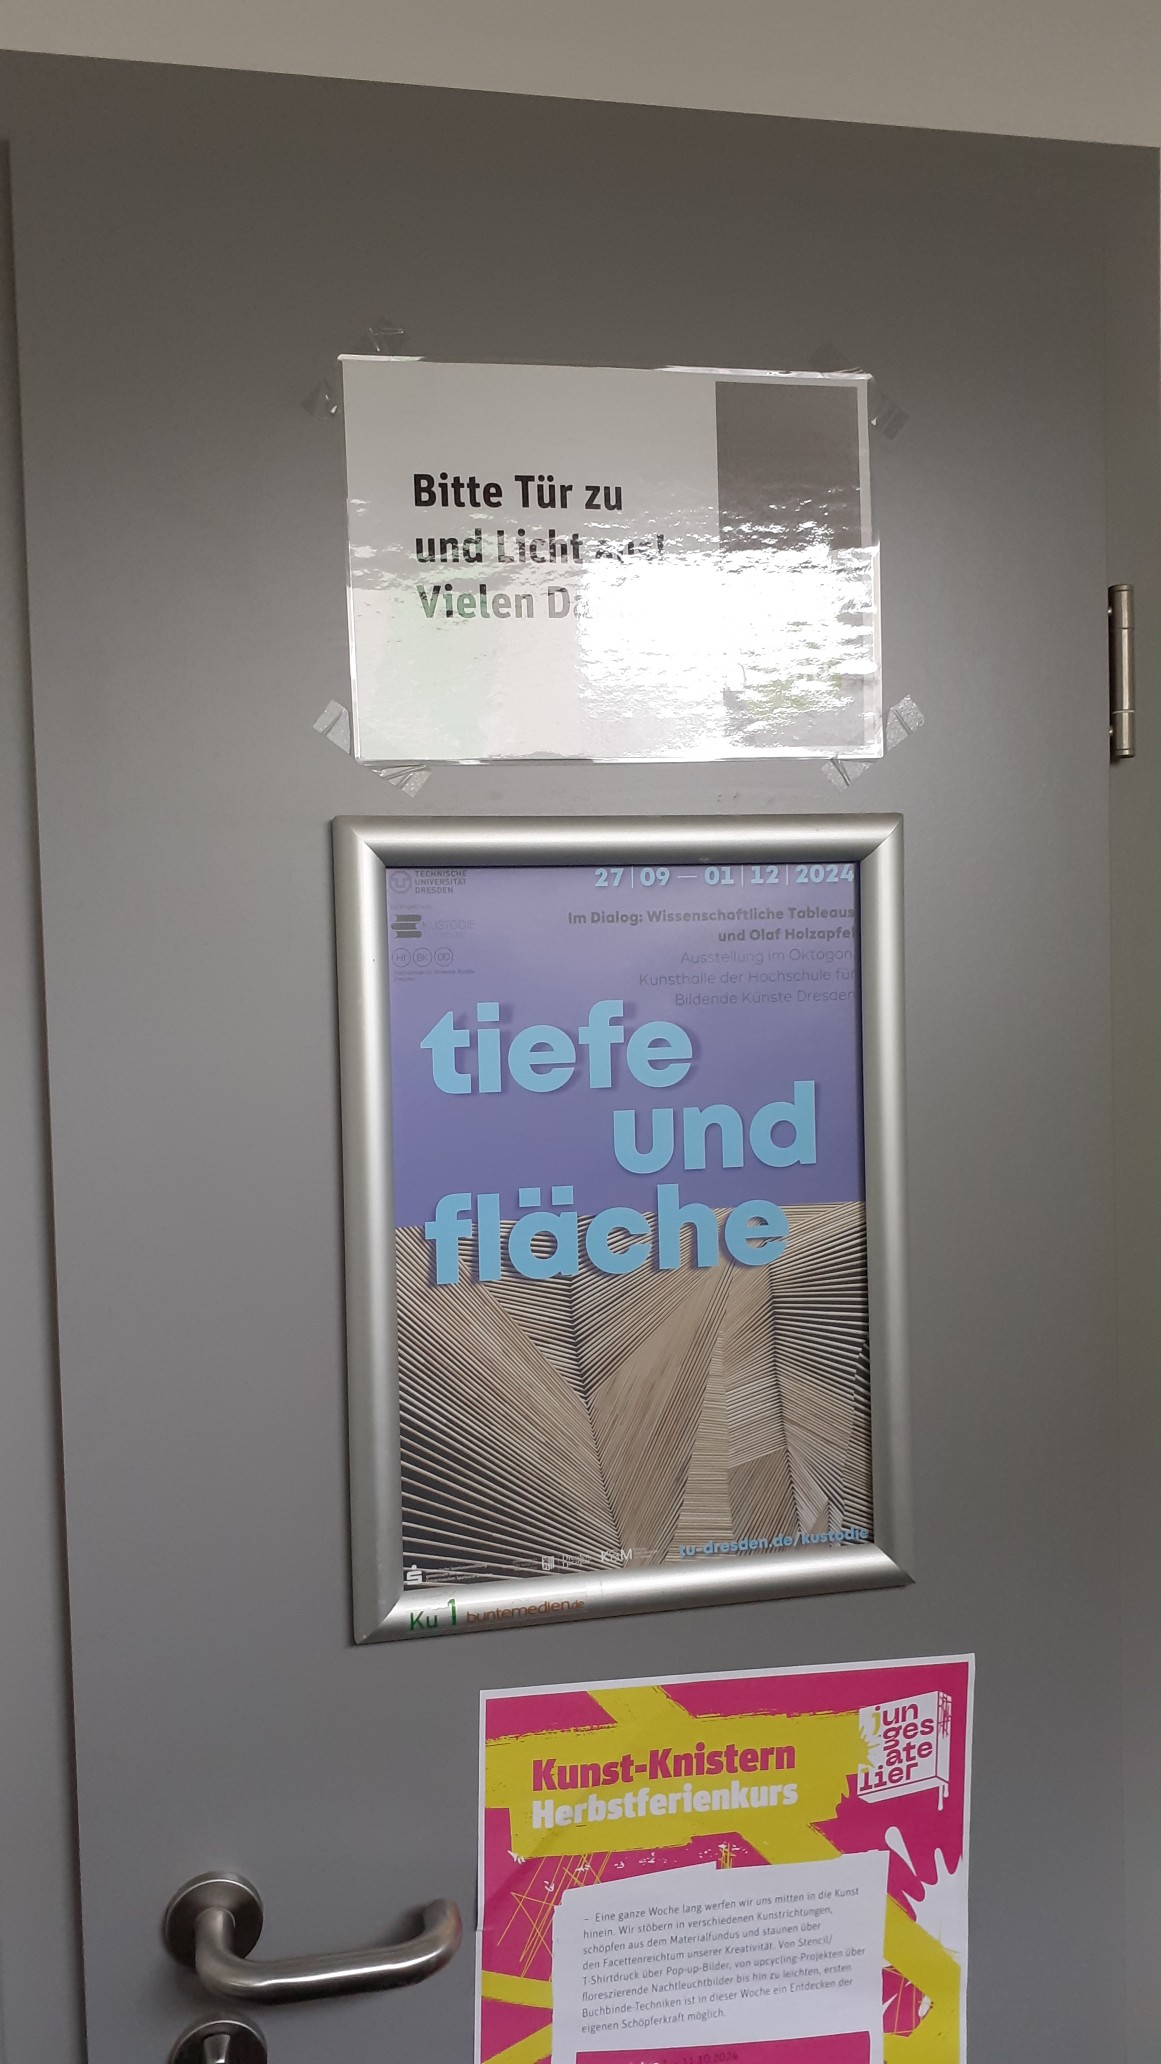 Bitte Tür zu
und Licht
Vielen
TECHNISCHE
UNIVERSITÄT
DRESDEN
KUSTODIE
27 | 09 — 01 | 12 | 2024
Im Dialog: Wissenschaftliche Tableaus
und Olaf Holzapfel
Ausstellung im Oktogon
Kunsthalle der Hochschule für
Bildende Künste Dresden
tiefe
und
fläche
tu-dresden.de/kustodie
Ku 1 buntemedien.de
jun
ges
ate
lier
Kunst-Knistern
Herbstferienkurs
– Eine ganze Woche lang werfen wir uns mitten in die Kunst
hinein. Wir stöbern in verschiedenen Kunstrichtungen,
schöpfen aus dem Materialfundus und staunen über
den Facettenreichtum unserer Kreativität. Von Stencil/
T-Shirtdruck über Pop-up-Bilder, von upcycling-Projekten über
floreszierende Nachtleuchtbilder bis hin zu leichten, ersten
Buchbinde-Techniken ist in dieser Woche ein Entdecken der
eigenen Schöpferkraft möglich.